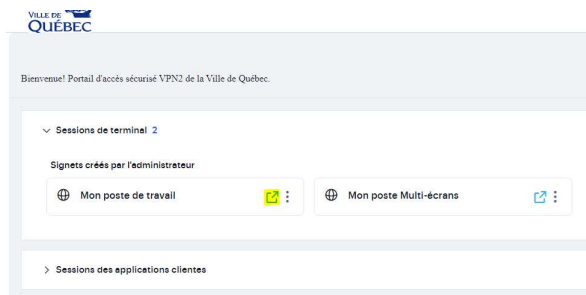 VILLE DE
QUÉBEC
Bienvenue! Portail d'accès sécurisé VPN2 de la Ville de Québec.
Sessions de terminal 2
Signets créés par l'administrateur
Mon poste de travail
Mon poste Multi-écrans
Sessions des applications clientes